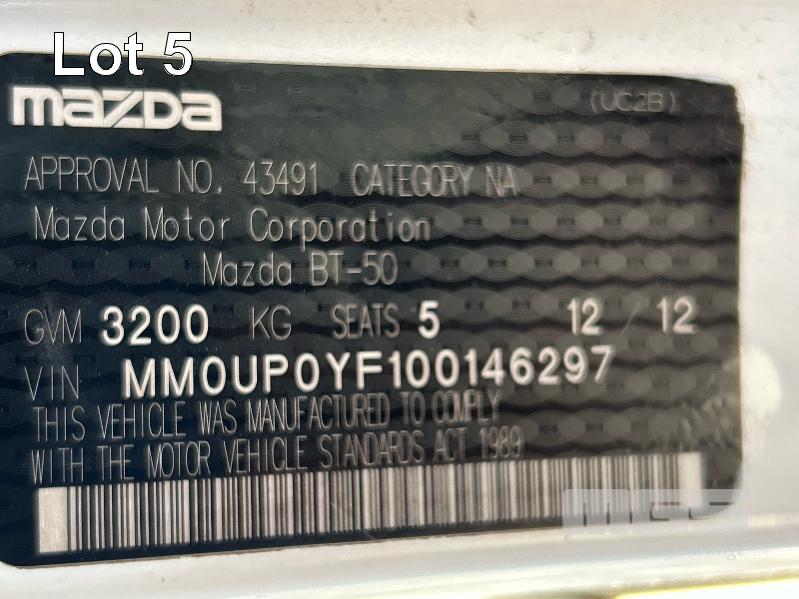 Lot 5
mazda
(UC2B)
APPROVAL NO. 43491 CATEGORY NA
Mazda Motor Corporation
Mazda BT-50
GVM 3200 KG SEATS 5 12 / 12
VIN MM0UP0YF100146297
THIS VEHICLE WAS MANUFACTURED TO COMPLY
WITH THE MOTOR VEHICLE STANDARDS ACT 1989
MGS